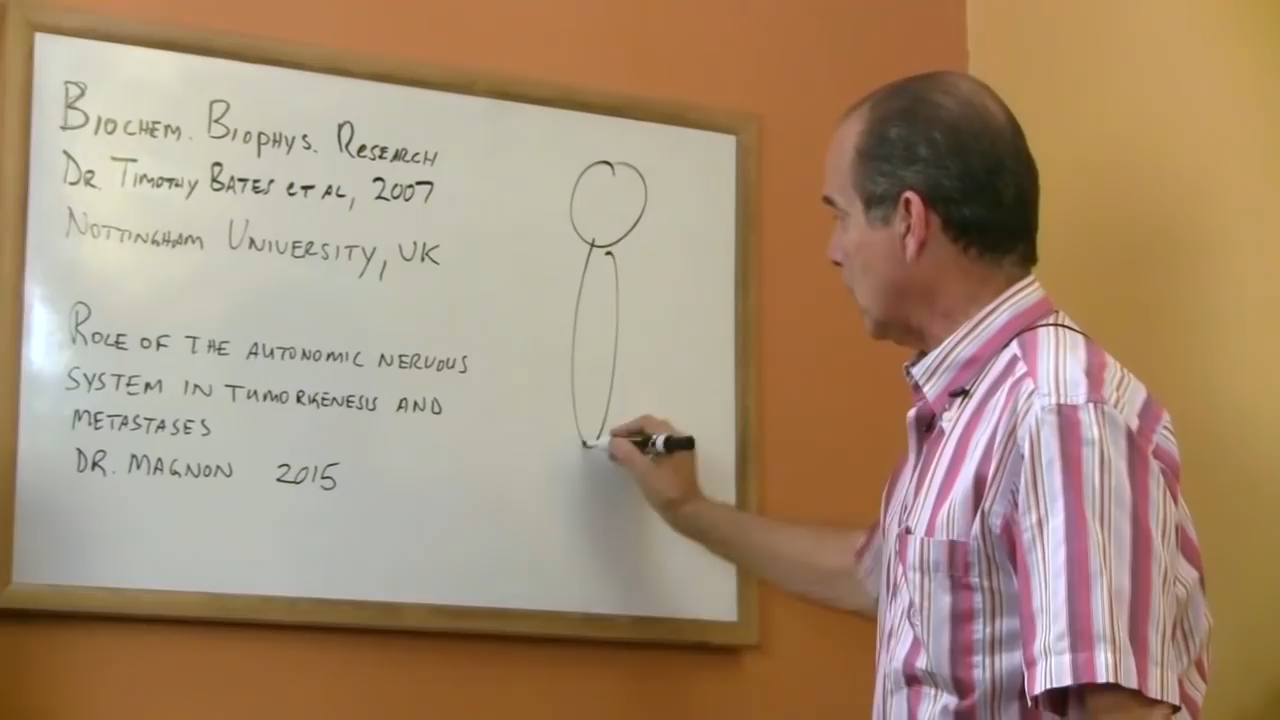 BIOCHEM. BIOPHYS. RESEARCH
DR TIMOTHY BATES ET AL, 2007
NOTTINGHAM UNIVERSITY, UK
ROLE OF THE AUTONOMIC NERVOUS
SYSTEM IN TUMORKENESIS AND
METASTASES
DR. MAGNON 2015